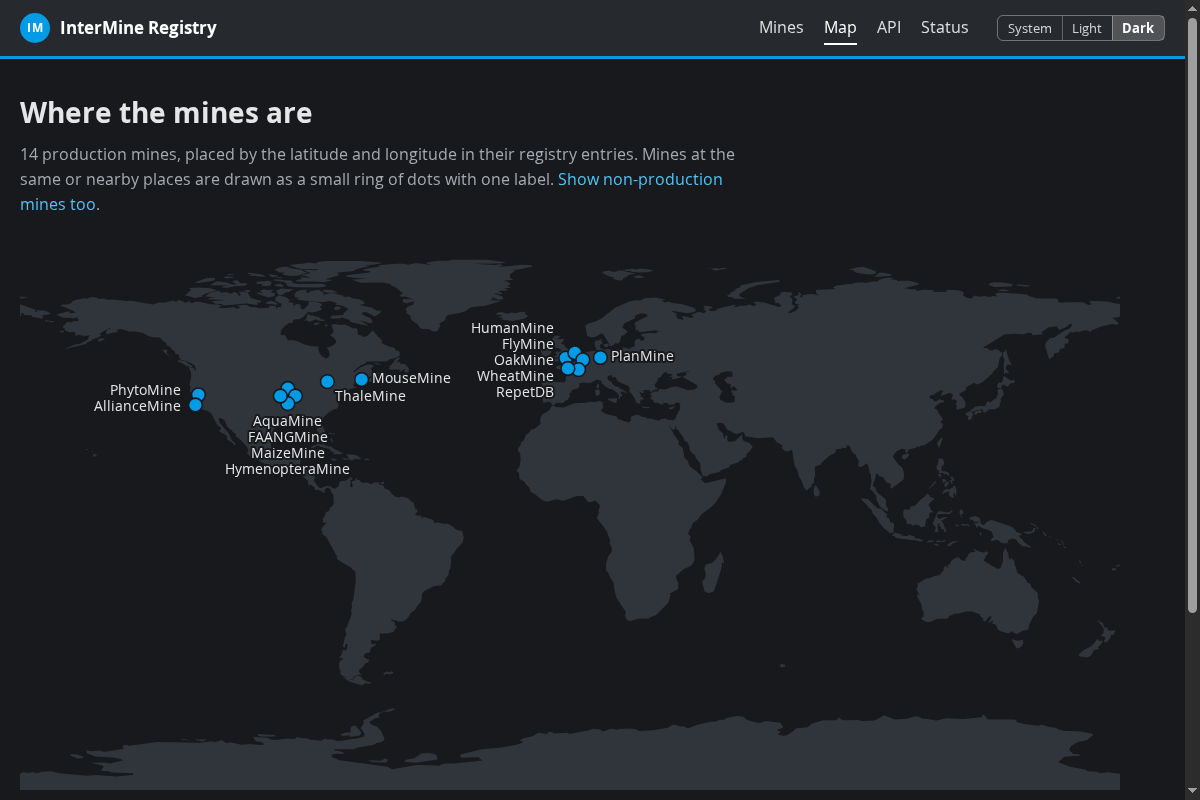 IM InterMine Registry
Mines Map API Status System Light Dark
Where the mines are
14 production mines, placed by the latitude and longitude in their registry entries. Mines at the
same or nearby places are drawn as a small ring of dots with one label. Show non-production
mines too.
HumanMine
FlyMine
OakMine
WheatMine
RepetDB
PlanMine
MouseMine
ThaleMine
PhytoMine
AllianceMine
AquaMine
FAANGMine
MaizeMine
HymenopteraMine